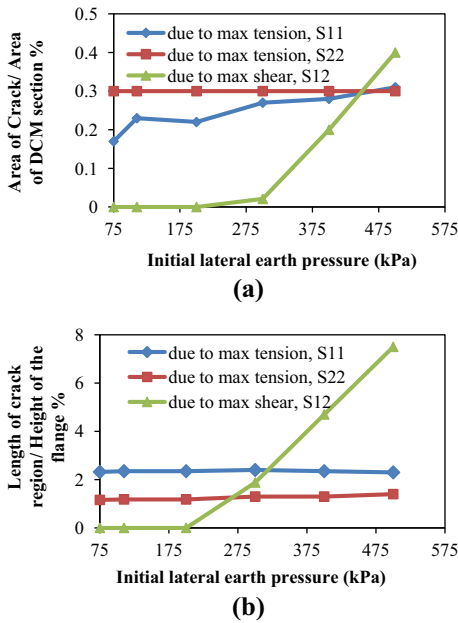 (a)
0.5
0.4
0.3
0.2
0.1
0
Area of Crack/ Area
of DCM section %
due to max tension, S11
due to max tension, S22
due to max shear, S12
75 175 275 375 475 575
Initial lateral earth pressure (kPa)
(a)
8
6
4
2
0
Length of crack
region/ Height of the
flange %
due to max tension, S11
due to max tension, S22
due to max shear, S12
75 175 275 375 475 575
Initial lateral earth pressure (kPa)
(b)